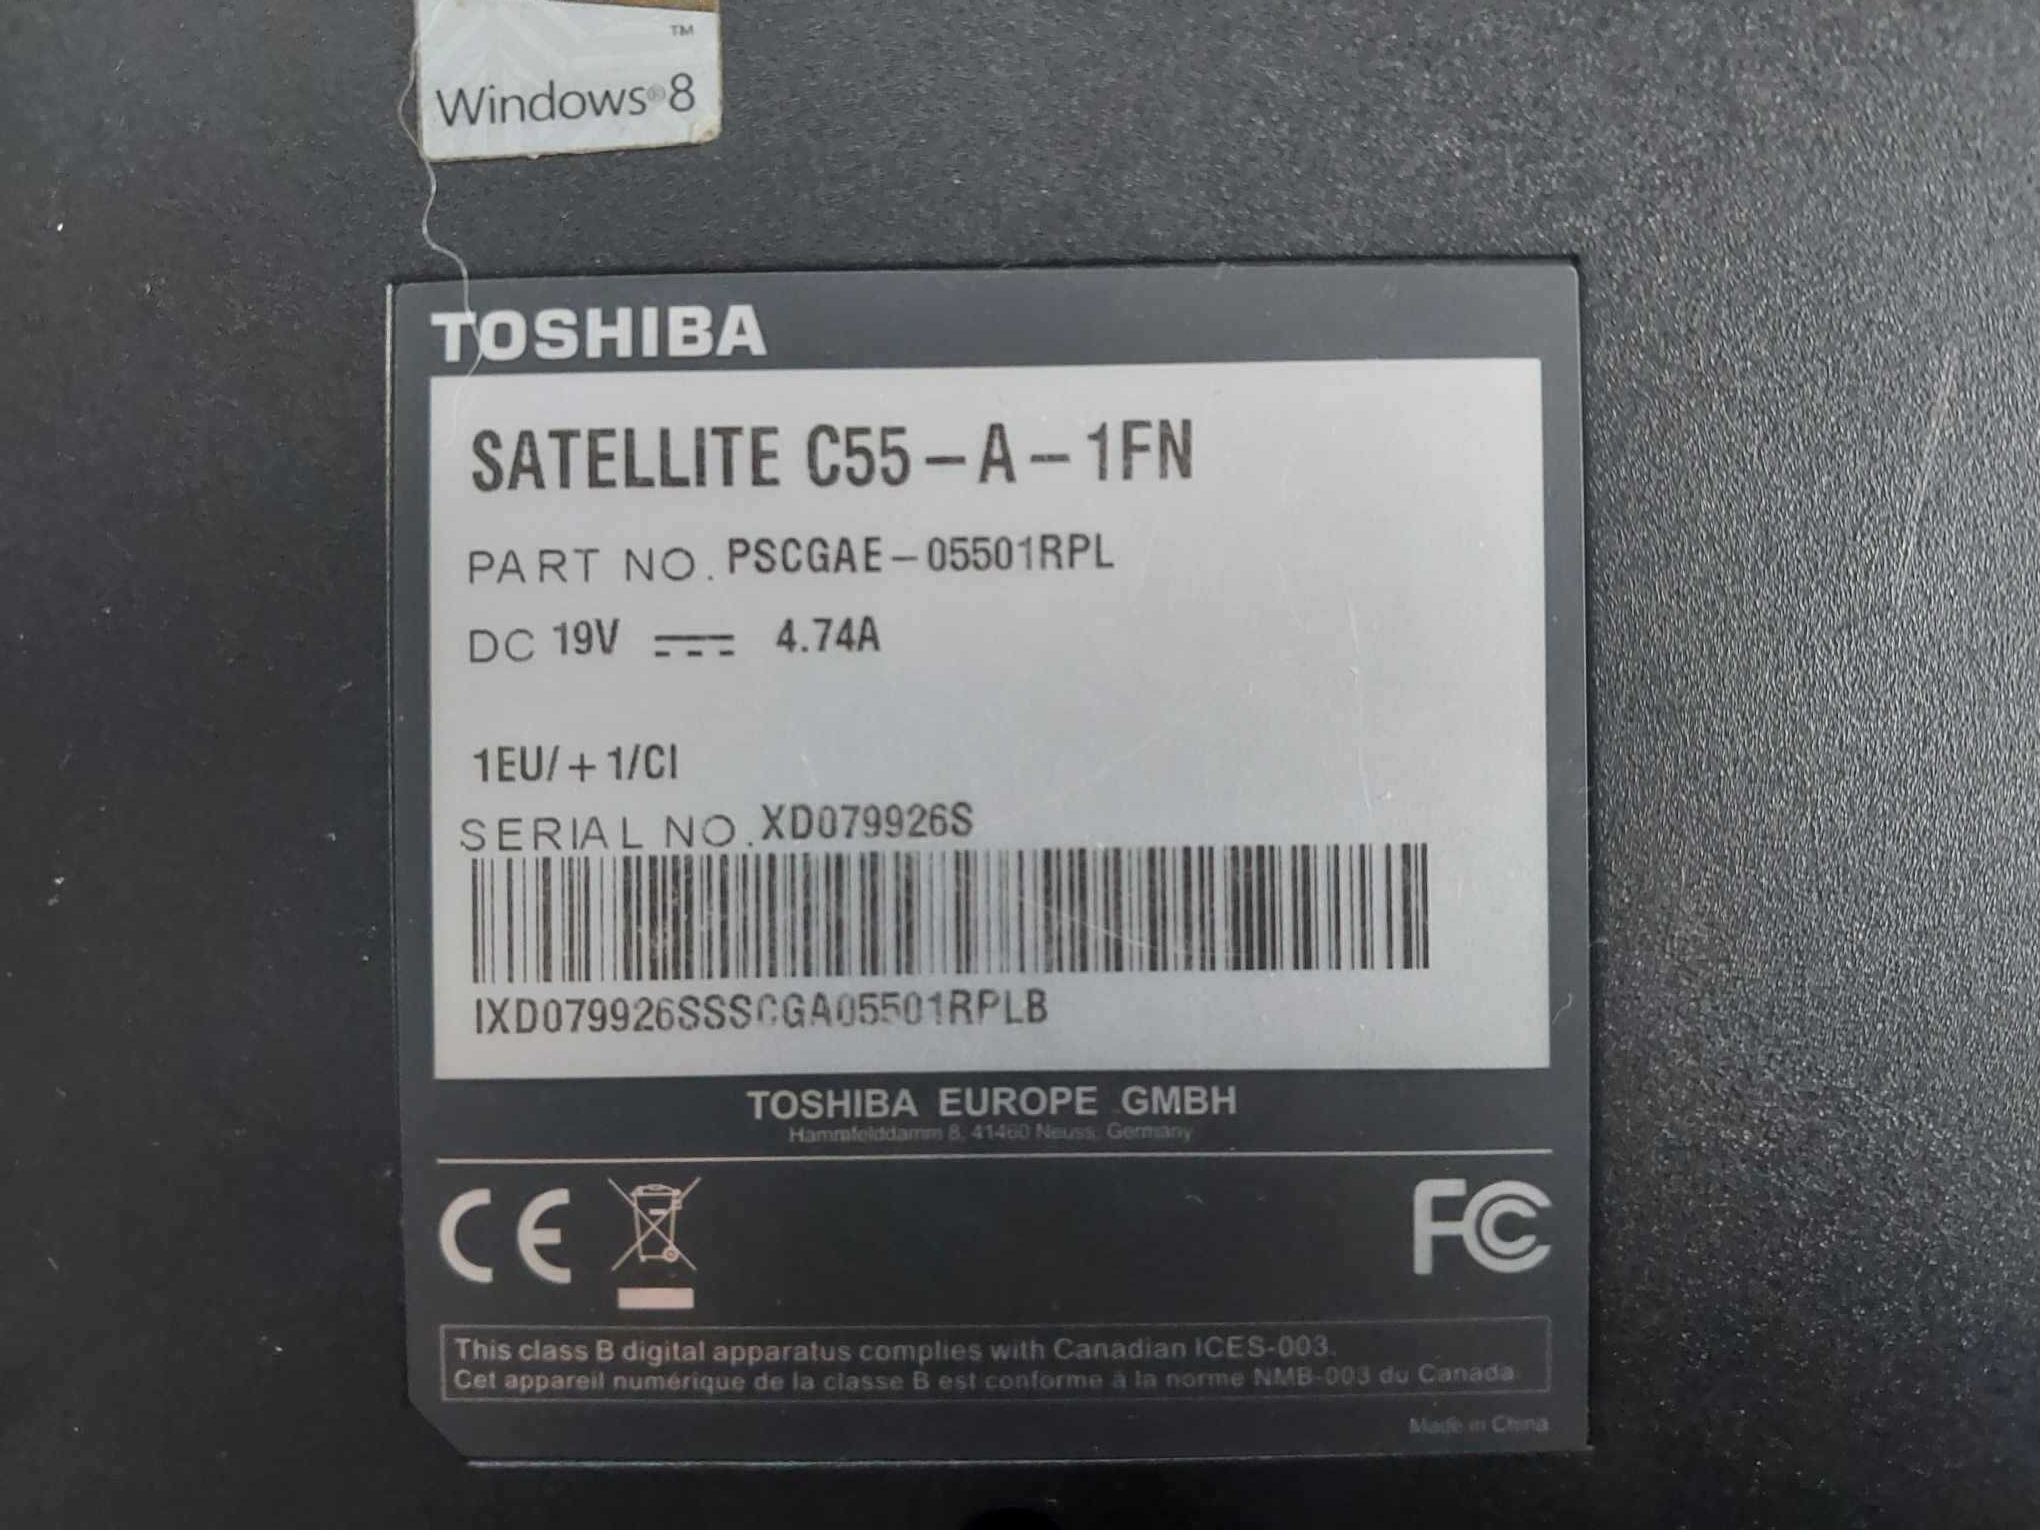 ™
Windows®8
TOSHIBA
SATELLITE C55-A-1FN
PART NO. PSCGAE-05501RPL
DC 19V 4.74A
1EU/+1/CI
SERIAL NO. XD079926S
IXD079926SSSCGA05501RPLB
TOSHIBA EUROPE GMBH
Hammfelddamm 8, 41460 Neuss, Germany
CE FC
This class B digital apparatus complies with Canadian ICES-003.
Cet appareil numérique de la classe B est conforme à la norme NMB-003 du Canada
Made in China